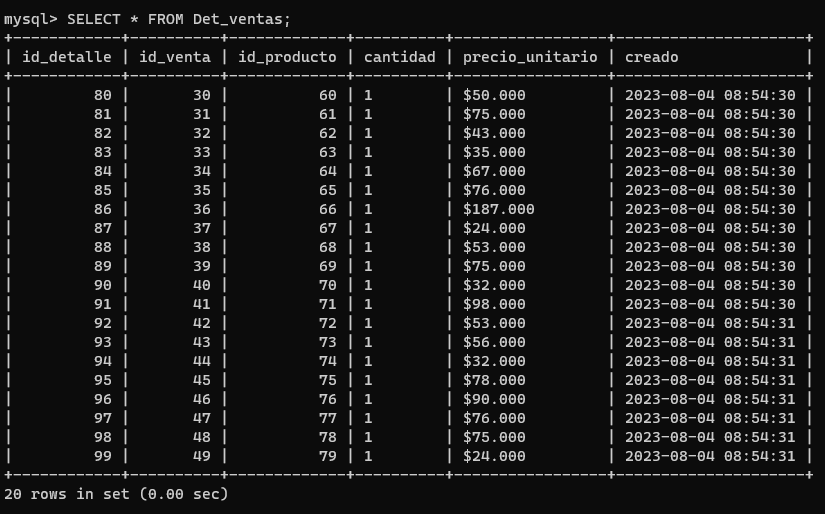 mysql> SELECT * FROM Det_ventas;
+------------+----------+-------------+----------+-----------------+---------------------+
| id_detalle | id_venta | id_producto | cantidad | precio_unitario | creado              |
+------------+----------+-------------+----------+-----------------+---------------------+
|         80 |       30 |          60 | 1        | $50.000         | 2023-08-04 08:54:30 |
|         81 |       31 |          61 | 1        | $75.000         | 2023-08-04 08:54:30 |
|         82 |       32 |          62 | 1        | $43.000         | 2023-08-04 08:54:30 |
|         83 |       33 |          63 | 1        | $35.000         | 2023-08-04 08:54:30 |
|         84 |       34 |          64 | 1        | $67.000         | 2023-08-04 08:54:30 |
|         85 |       35 |          65 | 1        | $76.000         | 2023-08-04 08:54:30 |
|         86 |       36 |          66 | 1        | $187.000        | 2023-08-04 08:54:30 |
|         87 |       37 |          67 | 1        | $24.000         | 2023-08-04 08:54:30 |
|         88 |       38 |          68 | 1        | $53.000         | 2023-08-04 08:54:30 |
|         89 |       39 |          69 | 1        | $75.000         | 2023-08-04 08:54:30 |
|         90 |       40 |          70 | 1        | $32.000         | 2023-08-04 08:54:30 |
|         91 |       41 |          71 | 1        | $98.000         | 2023-08-04 08:54:30 |
|         92 |       42 |          72 | 1        | $53.000         | 2023-08-04 08:54:31 |
|         93 |       43 |          73 | 1        | $56.000         | 2023-08-04 08:54:31 |
|         94 |       44 |          74 | 1        | $32.000         | 2023-08-04 08:54:31 |
|         95 |       45 |          75 | 1        | $78.000         | 2023-08-04 08:54:31 |
|         96 |       46 |          76 | 1        | $90.000         | 2023-08-04 08:54:31 |
|         97 |       47 |          77 | 1        | $76.000         | 2023-08-04 08:54:31 |
|         98 |       48 |          78 | 1        | $75.000         | 2023-08-04 08:54:31 |
|         99 |       49 |          79 | 1        | $24.000         | 2023-08-04 08:54:31 |
+------------+----------+-------------+----------+-----------------+---------------------+
20 rows in set (0.00 sec)